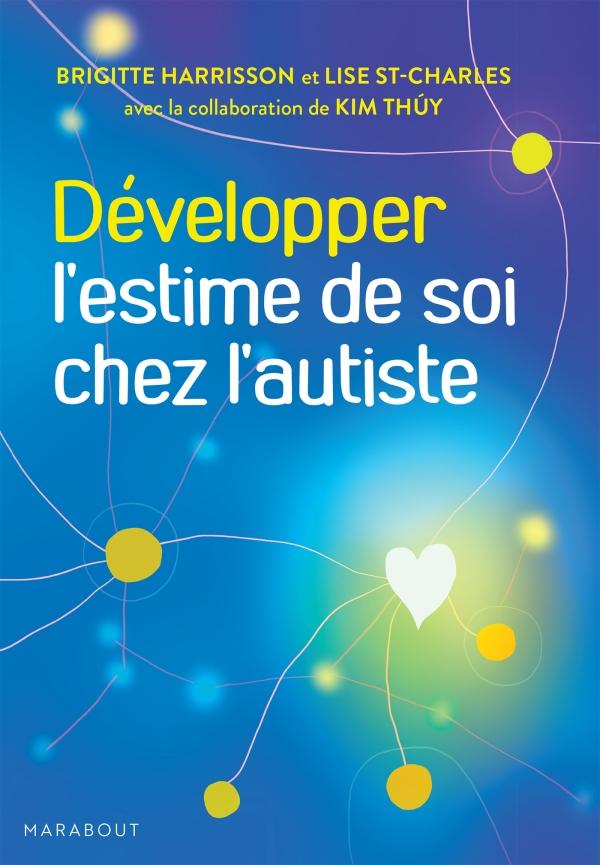 BRIGITTE HARRISSON et LISE ST-CHARLES
avec la collaboration de KIM THÚY
Développer
l'estime de soi
chez l'autiste
MARABOUT